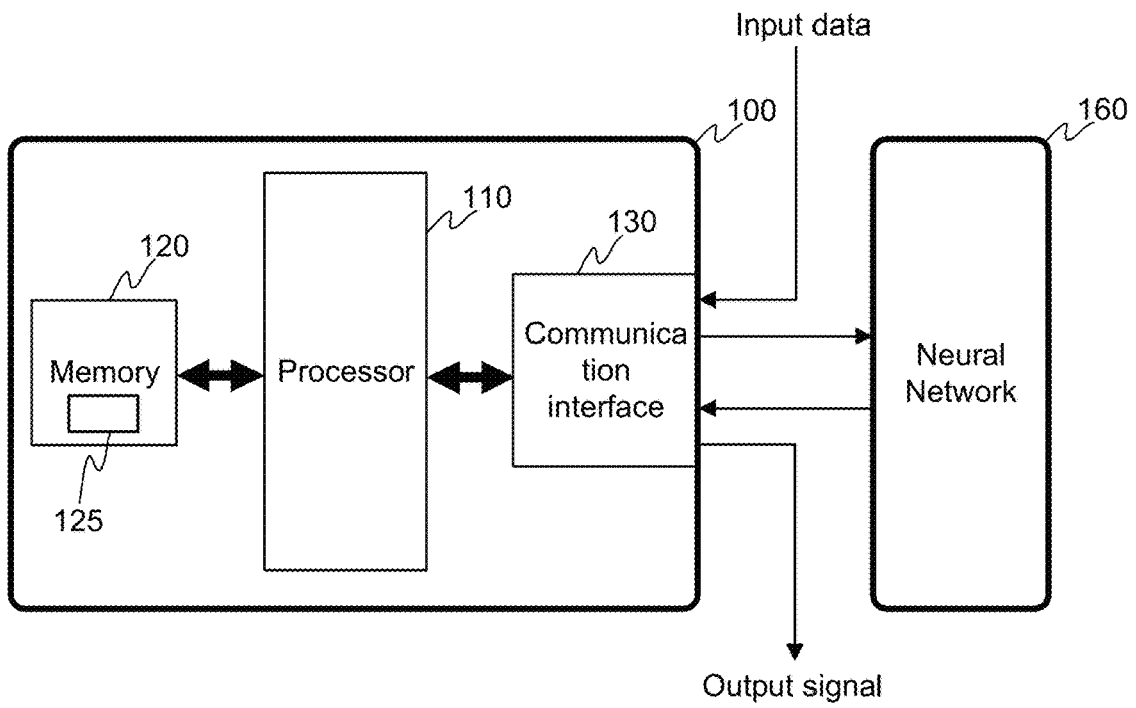 Input data
100
160
110
130
120
Communica
tion
interface
Neural
Network
Memory
Processor
125
Output signal